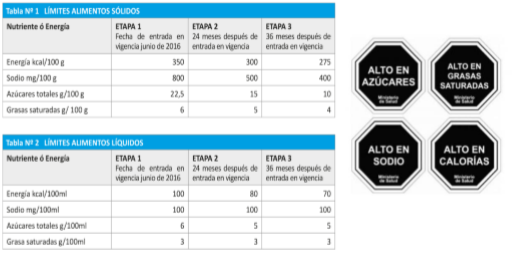 Tabla Nº 1 LÍMITES ALIMENTOS SÓLIDOS
Nutriente ó Energía ETAPA 1 ETAPA 2 ETAPA 3
Fecha de entrada en 24 meses después de 36 meses después de
vigencia junio de 2016 entrada en vigencia entrada en vigencia
Energía kcal/100 g 350 300 275
Sodio mg/100 g 800 500 400
Azúcares totales g/100 g 22,5 15 10
Grasas saturadas g/ 100 g 6 5 4
Tabla Nº 2 LÍMITES ALIMENTOS LÍQUIDOS
Nutriente ó Energía ETAPA 1 ETAPA 2 ETAPA 3
Fecha de entrada en 24 meses después de 36 meses después de
vigencia junio de 2016 entrada en vigencia entrada en vigencia
Energía kcal/100ml 100 80 70
Sodio mg/100ml 100 100 100
Azúcares totales g/100ml 6 5 5
Grasa saturadas g/100ml 3 3 3
ALTO EN
AZÚCARES
Ministerio
de Salud
ALTO EN
GRASAS
SATURADAS
Ministerio
de Salud
ALTO EN
SODIO
Ministerio
de Salud
ALTO EN
CALORÍAS
Ministerio
de Salud